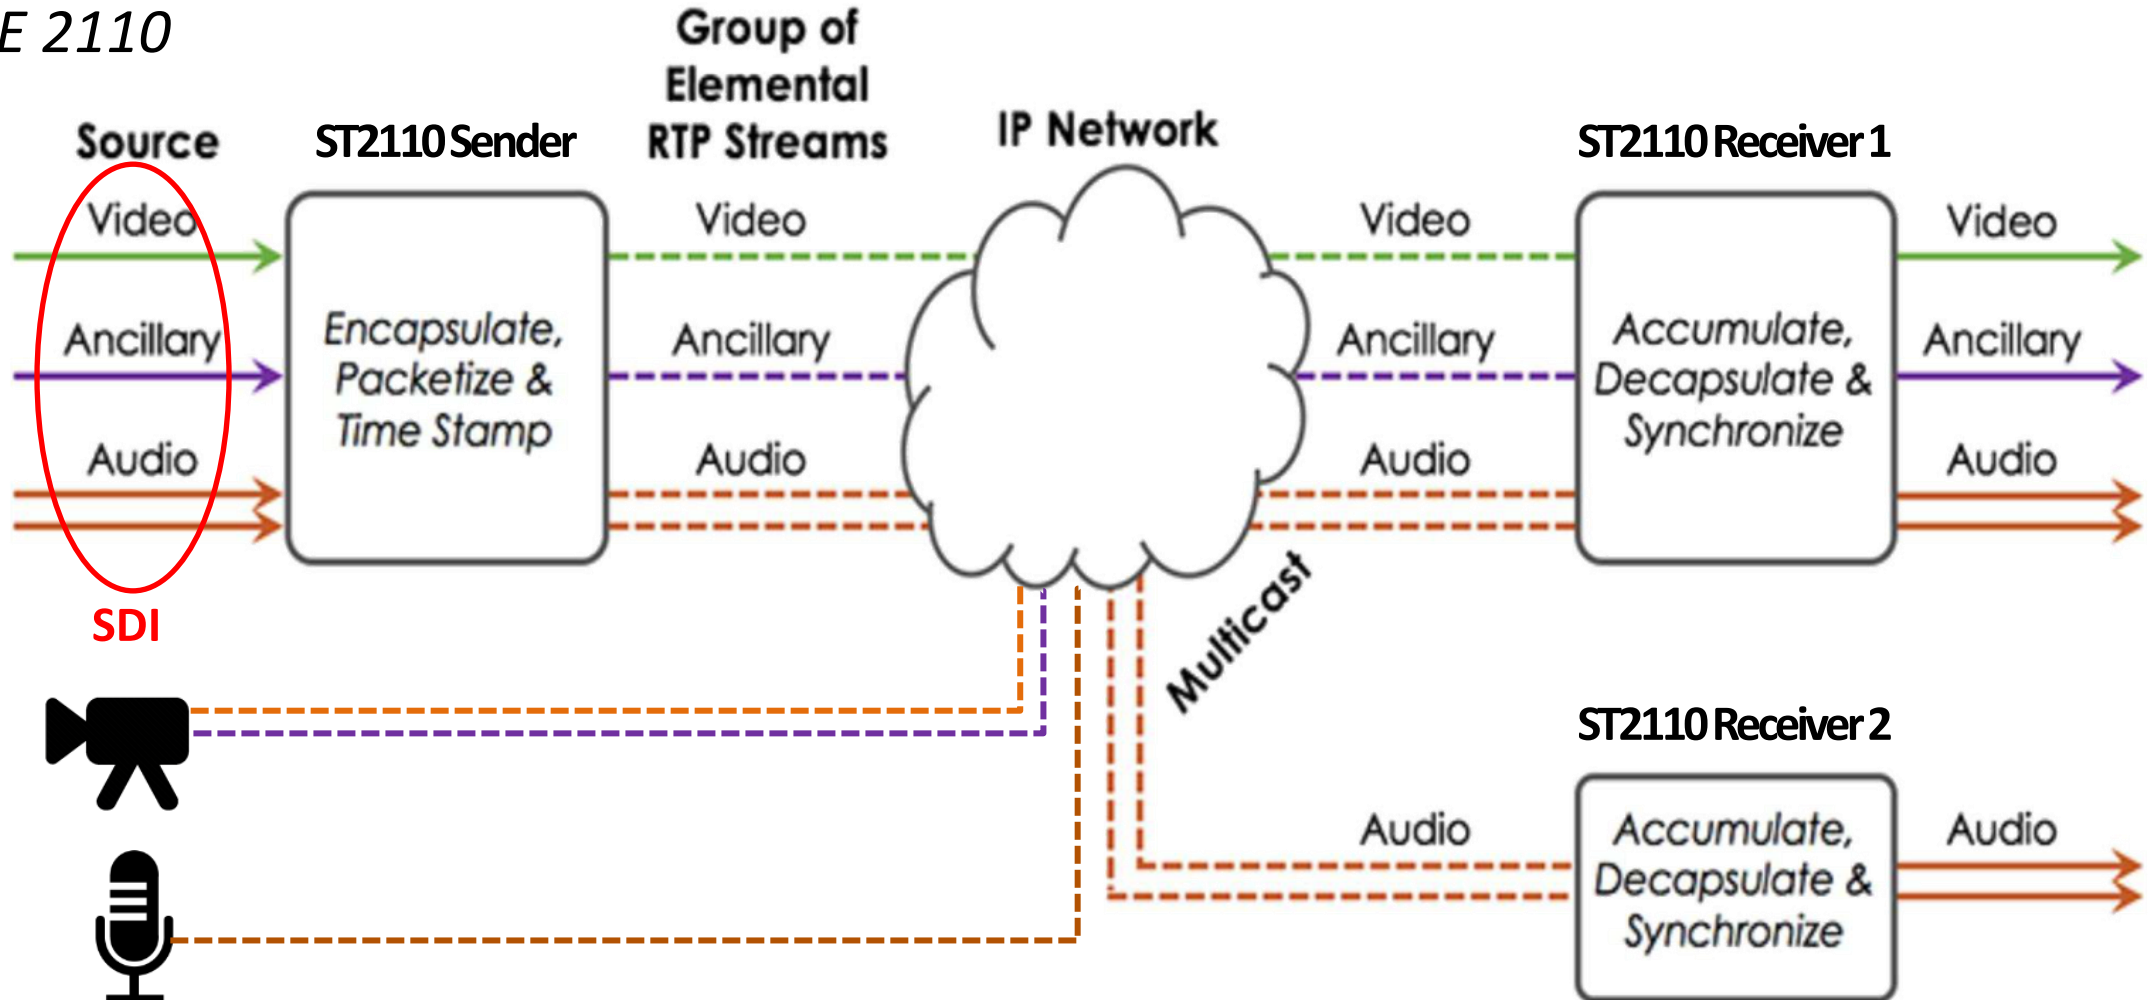 E 2110
Group of
Elemental
RTP Streams
Source
ST2110 Sender
IP Network
ST2110 Receiver 1
Video
Video
Video
Video
Ancillary
Ancillary
Ancillary
Ancillary
Encapsulate,
Packetize &
Time Stamp
Accumulate,
Decapsulate &
Synchronize
Audio
Audio
Audio
Audio
SDI
Multicast
ST2110 Receiver 2
Audio
Accumulate,
Decapsulate &
Synchronize
Audio